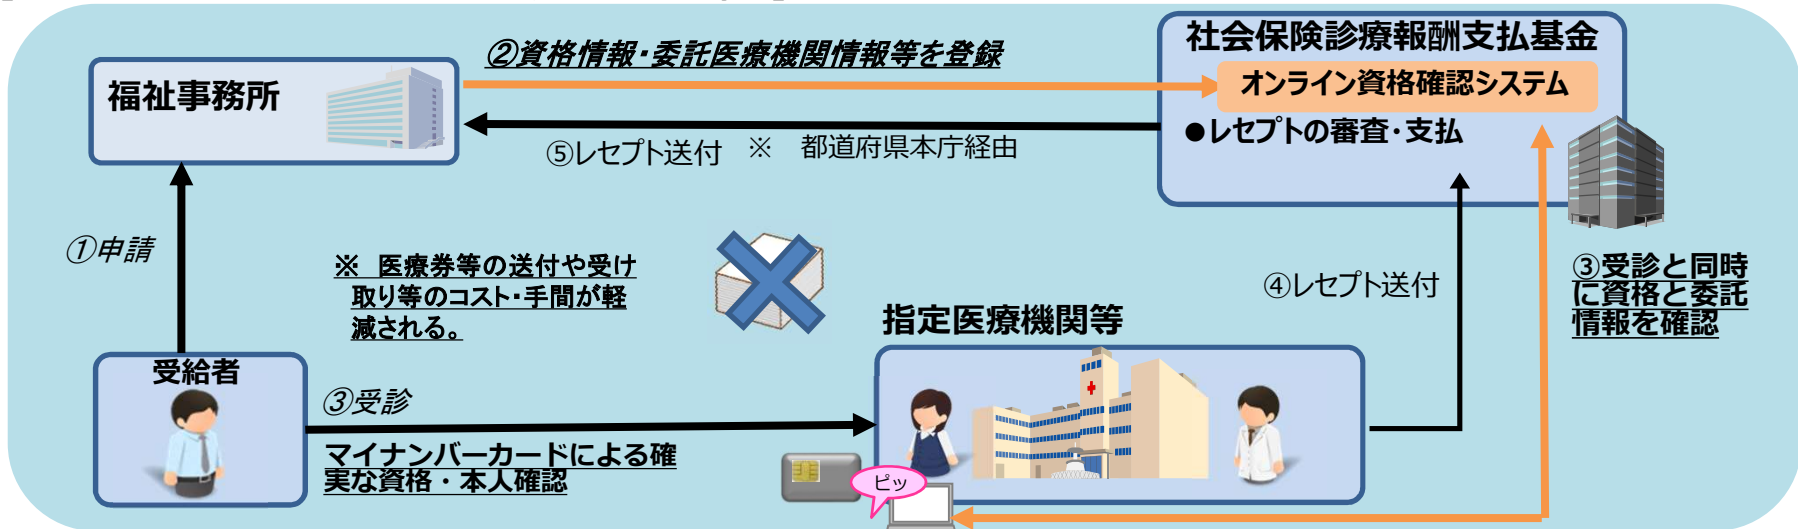 ②資格情報・委託医療機関情報等を登録
社会保険診療報酬支払基金
オンライン資格確認システム
●レセプトの審査・支払
福祉事務所
⑤レセプト送付 ※ 都道府県本庁経由
①申請
※ 医療券等の送付や受け
取り等のコスト・手間が軽
減される。
④レセプト送付
③受診と同時
に資格と委託
情報を確認
指定医療機関等
受給者
③受診
マイナンバーカードによる確
実な資格・本人確認
ピッ